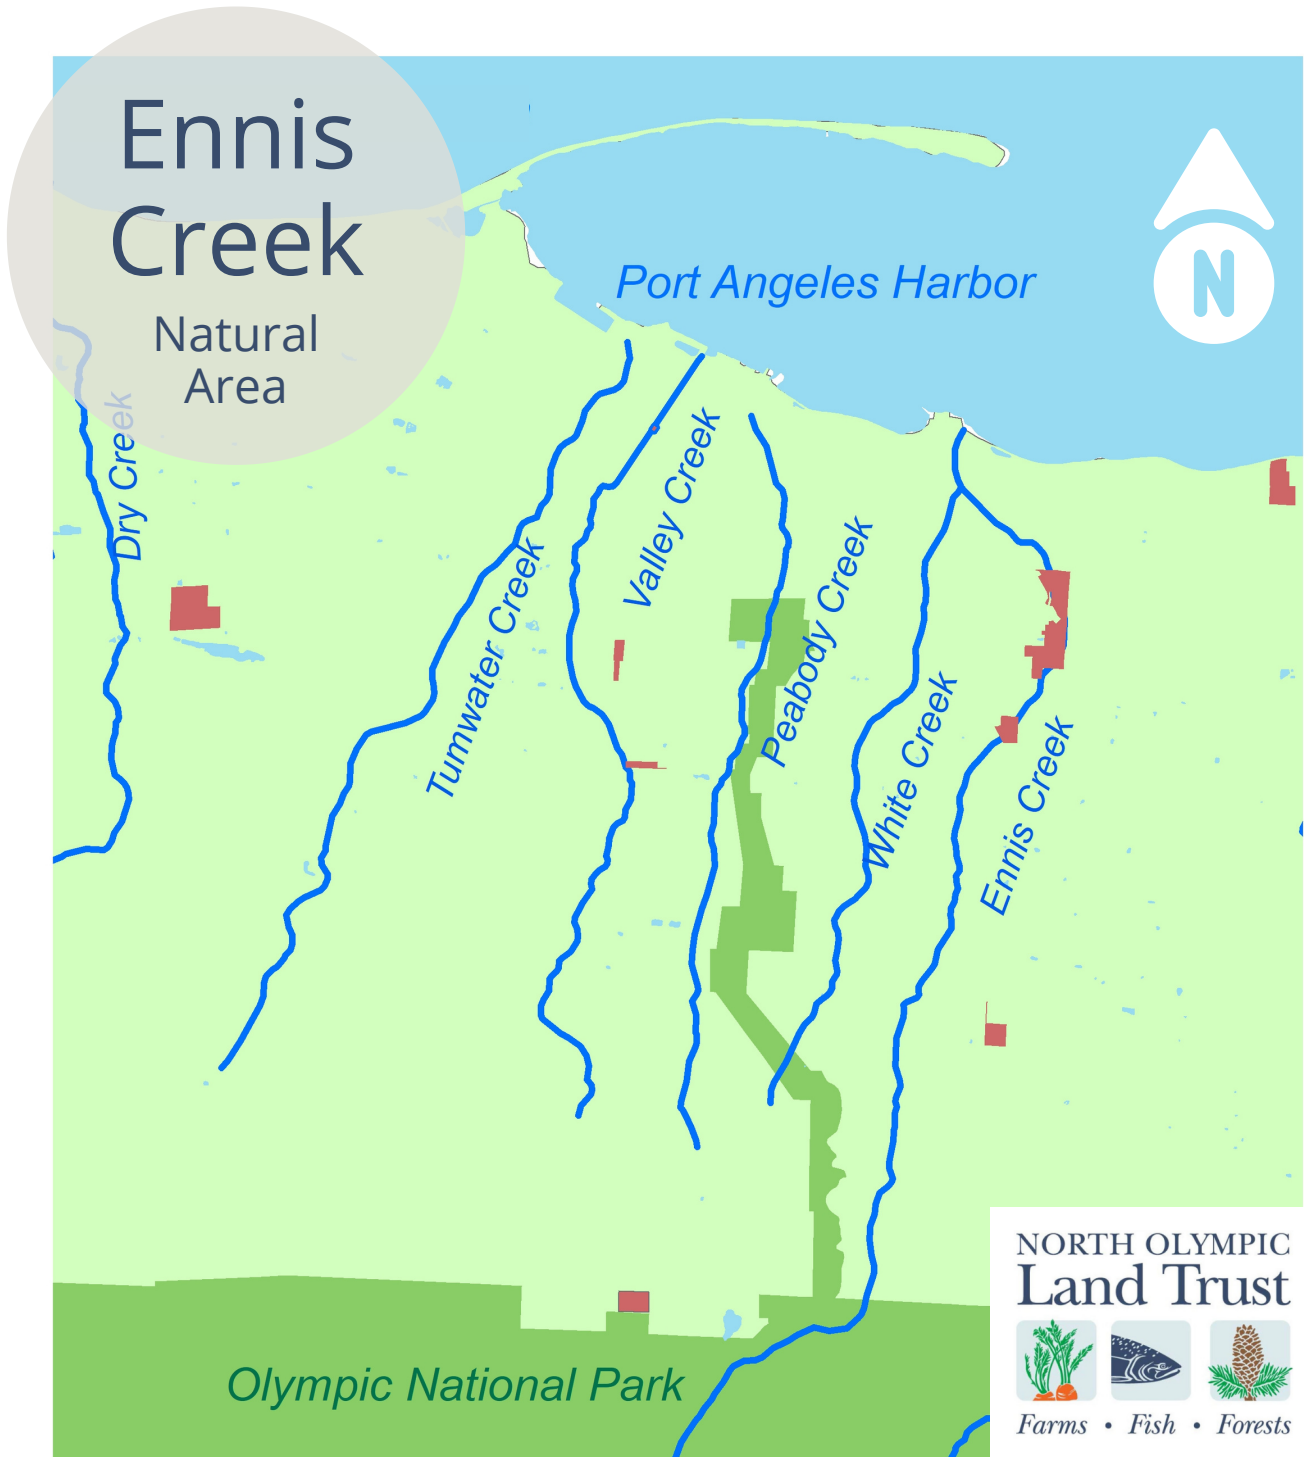 Ennis
Creek
Natural
Area
N
Port Angeles Harbor
Dry Creek
Tumwater Creek
Valley Creek
Peabody Creek
White Creek
Ennis Creek
Olympic National Park
NORTH OLYMPIC
Land Trust
Farms • Fish • Forests